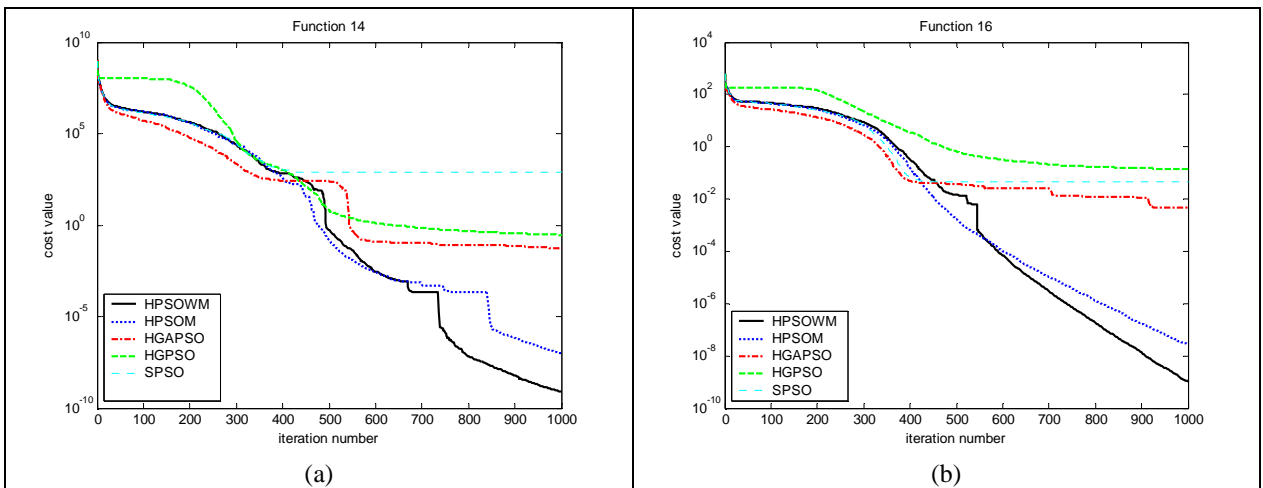 Function 14
10^10
10^5
10^0
10^-5
10^-10
cost value
0 100 200 300 400 500 600 700 800 900 1000
iteration number
HPSOWM
HPSOM
HGAPSO
HGPSO
SPSO
(a)
Function 16
10^4
10^2
10^0
10^-2
10^-4
10^-6
10^-8
10^-10
cost value
0 100 200 300 400 500 600 700 800 900 1000
iteration number
HPSOWM
HPSOM
HGAPSO
HGPSO
SPSO
(b)